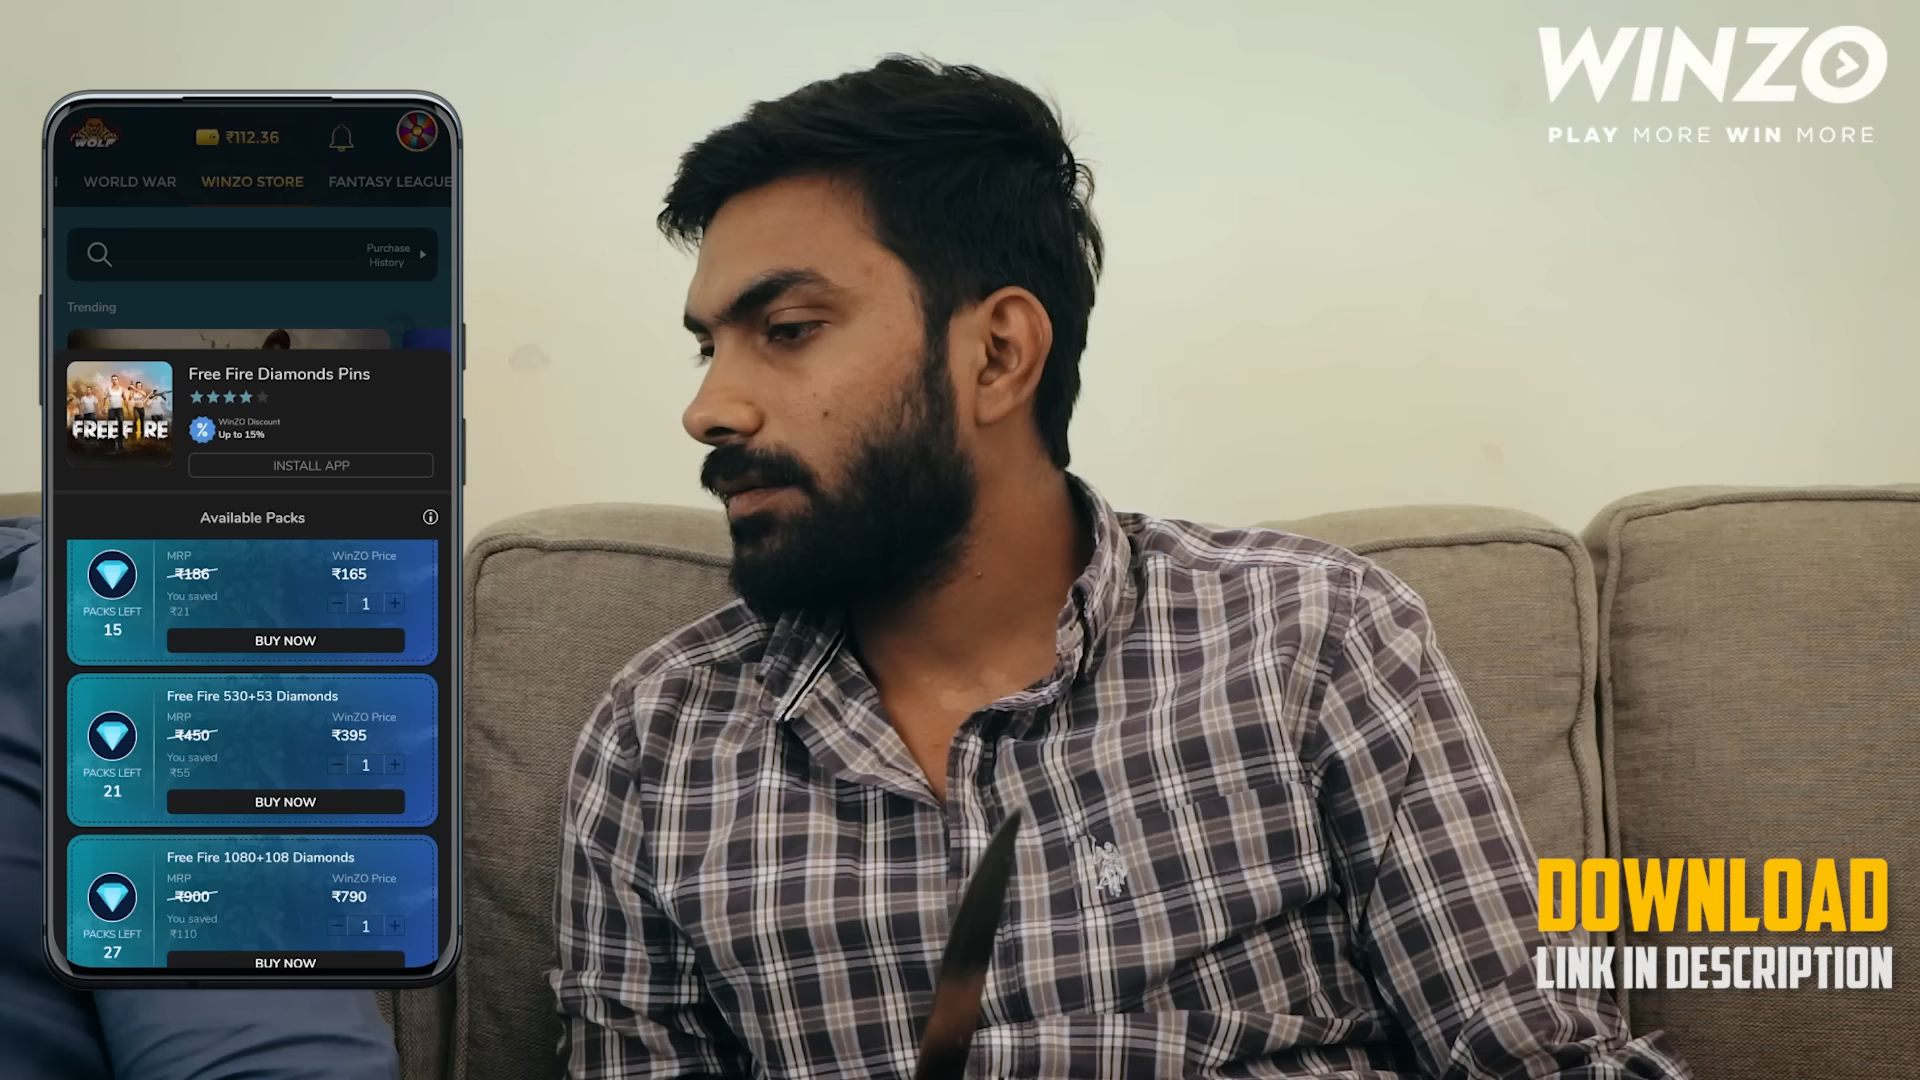 WINZO
PLAY MORE WIN MORE
WOLF
₹112.36
WORLD WAR
WINZO STORE
FANTASY LEAGUE
Purchase
History
Trending
FREE FIRE
Free Fire Diamonds Pins
%
WinZO Discount
Up to 15%
INSTALL APP
Available Packs
MRP
WinZO Price
₹186
₹165
You saved
₹21
1
PACKS LEFT
15
BUY NOW
Free Fire 530+53 Diamonds
MRP
WinZO Price
₹450
₹395
You saved
₹55
1
PACKS LEFT
21
BUY NOW
Free Fire 1080+108 Diamonds
MRP
WinZO Price
₹900
₹790
You saved
₹110
1
PACKS LEFT
27
BUY NOW
DOWNLOAD
LINK IN DESCRIPTION